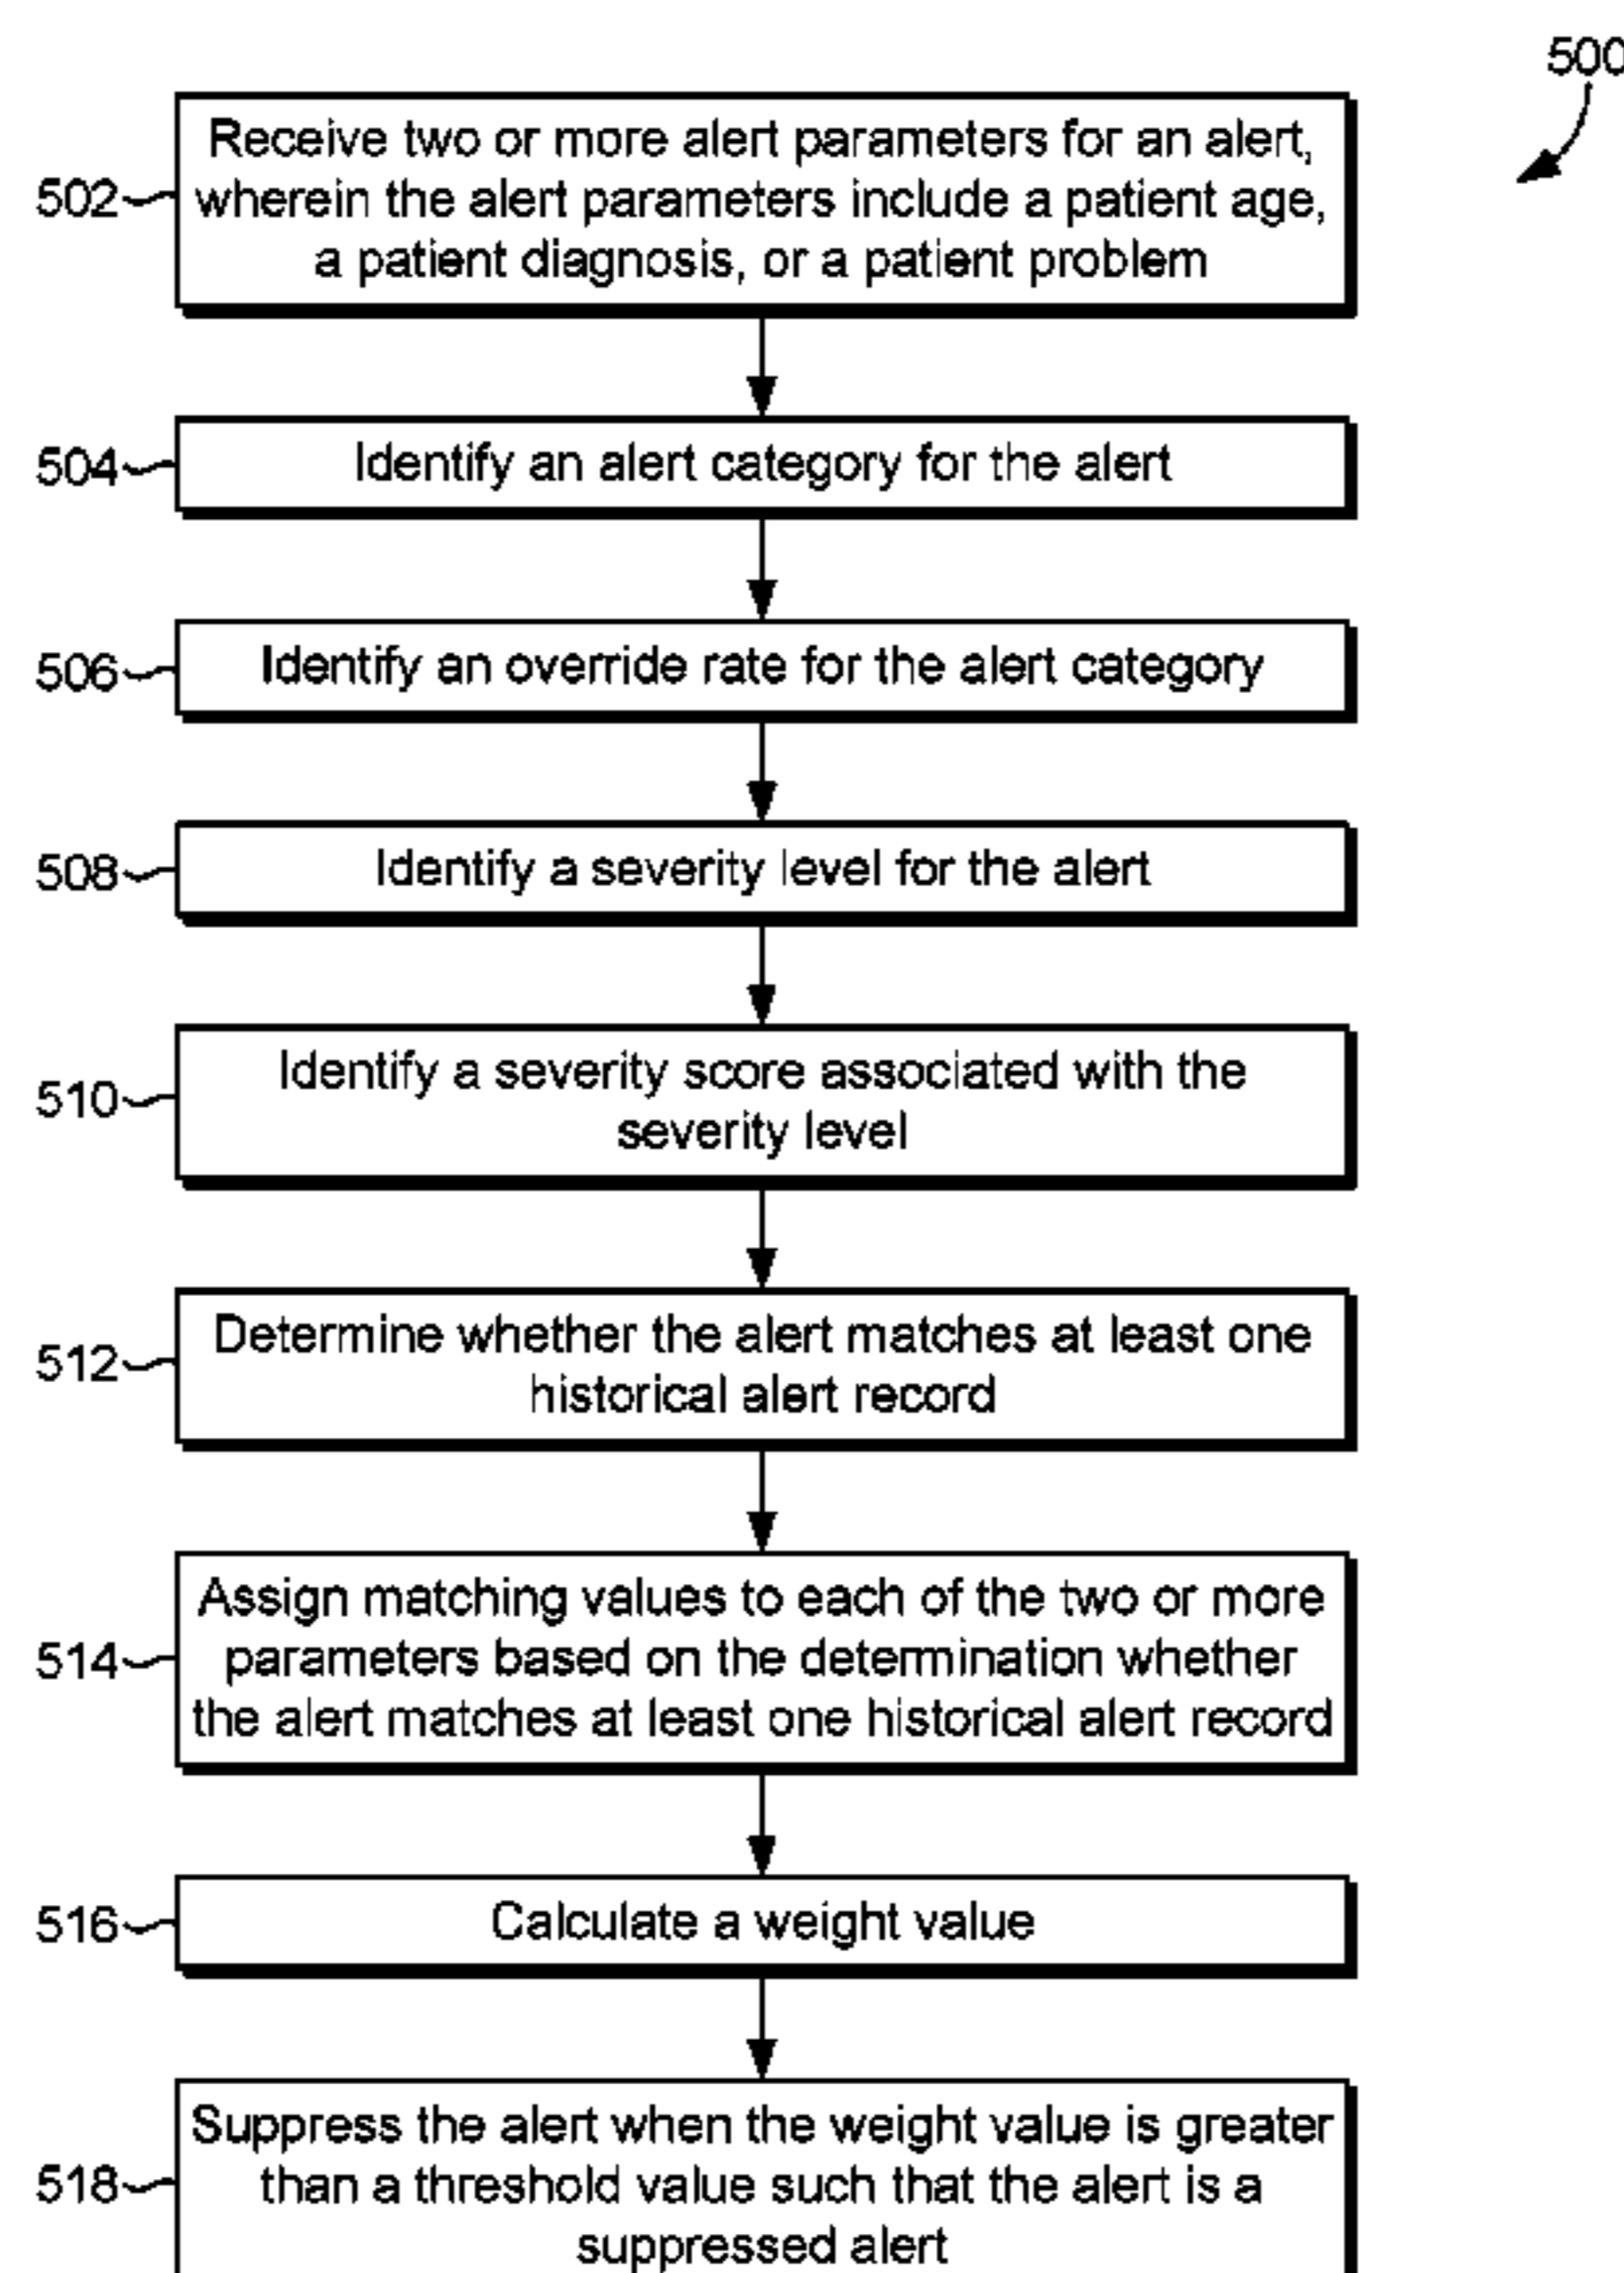 500
502
Receive two or more alert parameters for an alert,
wherein the alert parameters include a patient age,
a patient diagnosis, or a patient problem
504
Identify an alert category for the alert
506
Identify an override rate for the alert category
508
Identify a severity level for the alert
510
Identify a severity score associated with the
severity level
512
Determine whether the alert matches at least one
historical alert record
514
Assign matching values to each of the two or more
parameters based on the determination whether
the alert matches at least one historical alert record
516
Calculate a weight value
518
Suppress the alert when the weight value is greater
than a threshold value such that the alert is a
suppressed alert